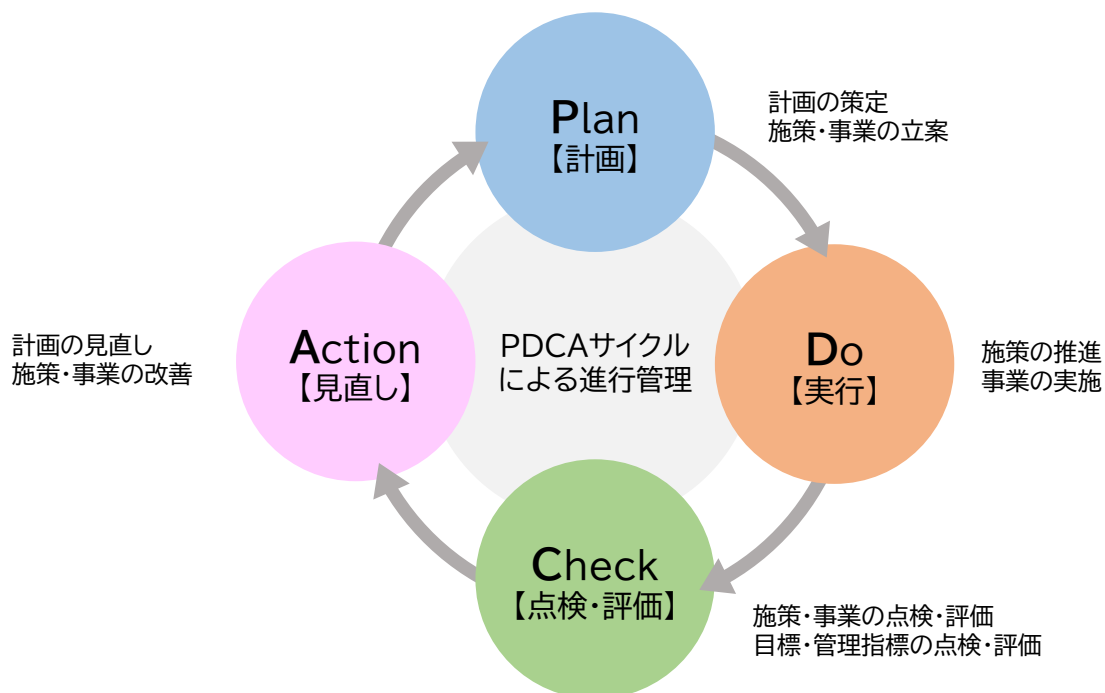 Plan
【計画】
計画の策定
施策・事業の立案
Do
【実行】
施策の推進
事業の実施
Check
【点検・評価】
施策・事業の点検・評価
目標・管理指標の点検・評価
Action
【見直し】
計画の見直し
施策・事業の改善
PDCAサイクル
による進行管理